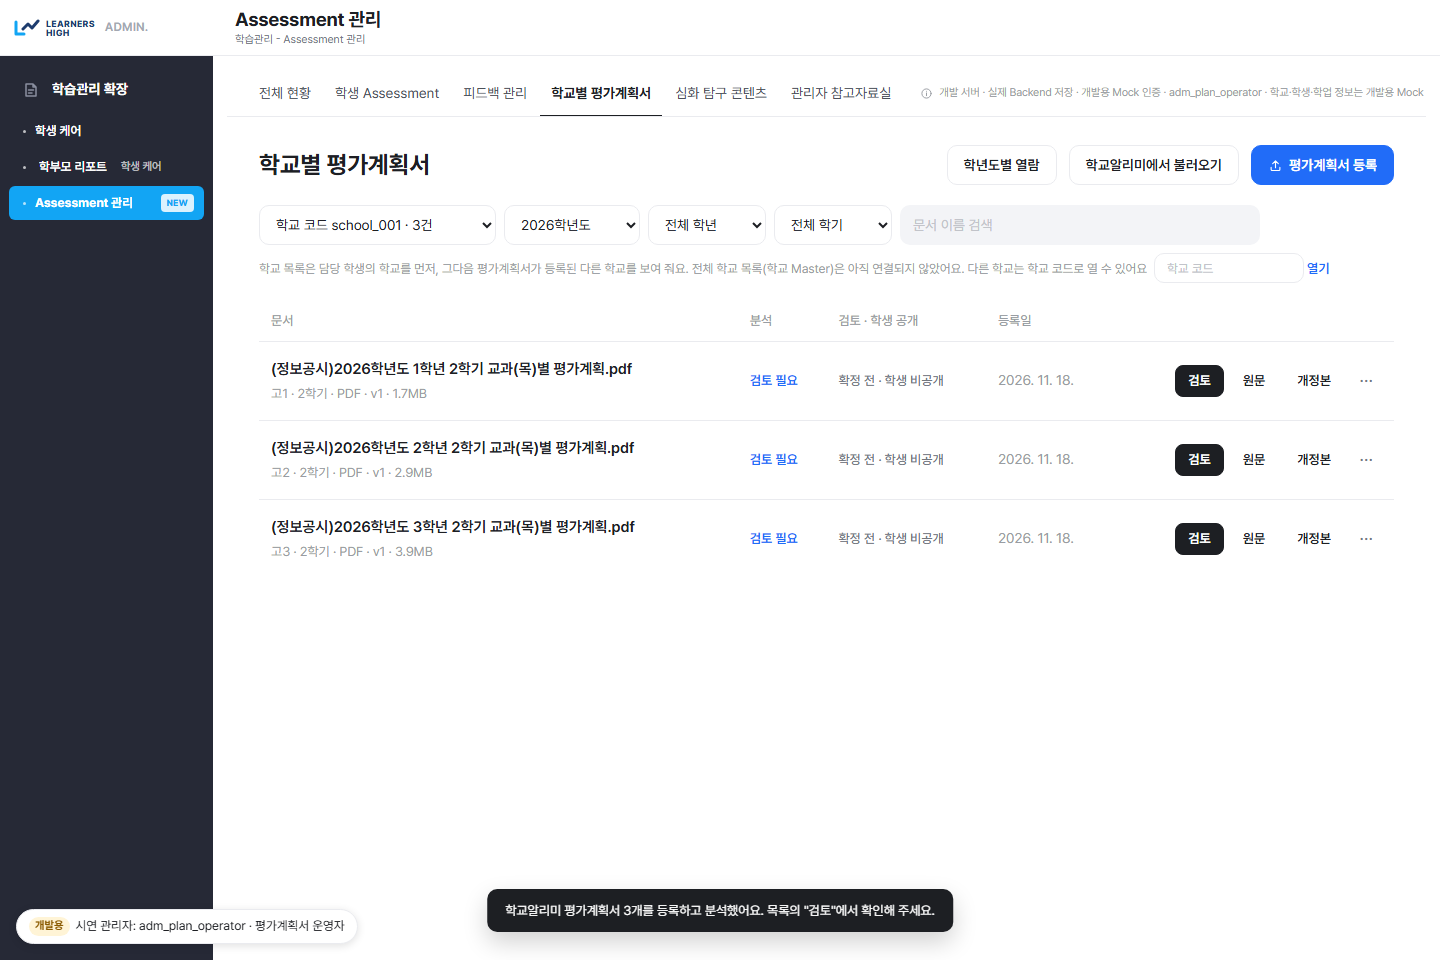 LEARNERS HIGH ADMIN.
Assessment 관리
학습관리 - Assessment 관리
학습관리 확장
학생 케어
학부모 리포트 학생 케어
Assessment 관리 NEW
전체 현황 학생 Assessment 피드백 관리 학교별 평가계획서 심화 탐구 콘텐츠 관리자 참고자료실
개발 서버 · 실제 Backend 저장 · 개발용 Mock 인증 · adm_plan_operator · 학교·학생·학업 정보는 개발용 Mock
학교별 평가계획서
학년도별 열람 학교알리미에서 불러오기 평가계획서 등록
학교 코드 school_001 · 3건 2026학년도 전체 학년 전체 학기 문서 이름 검색
학교 목록은 담당 학생의 학교를 먼저, 그다음 평가계획서가 등록된 다른 학교를 보여 줘요. 전체 학교 목록(학교 Master)은 아직 연결되지 않았어요. 다른 학교는 학교 코드로 열 수 있어요 학교 코드 열기
문서 분석 검토 · 학생 공개 등록일
(정보공시)2026학년도 1학년 2학기 교과(목)별 평가계획.pdf
고1 · 2학기 · PDF · v1 · 1.7MB
검토 필요 확정 전 · 학생 비공개 2026. 11. 18. 검토 원문 개정본 ···
(정보공시)2026학년도 2학년 2학기 교과(목)별 평가계획.pdf
고2 · 2학기 · PDF · v1 · 2.9MB
검토 필요 확정 전 · 학생 비공개 2026. 11. 18. 검토 원문 개정본 ···
(정보공시)2026학년도 3학년 2학기 교과(목)별 평가계획.pdf
고3 · 2학기 · PDF · v1 · 3.9MB
검토 필요 확정 전 · 학생 비공개 2026. 11. 18. 검토 원문 개정본 ···
학교알리미 평가계획서 3개를 등록하고 분석했어요. 목록의 "검토"에서 확인해 주세요.
개발용 시연 관리자: adm_plan_operator · 평가계획서 운영자